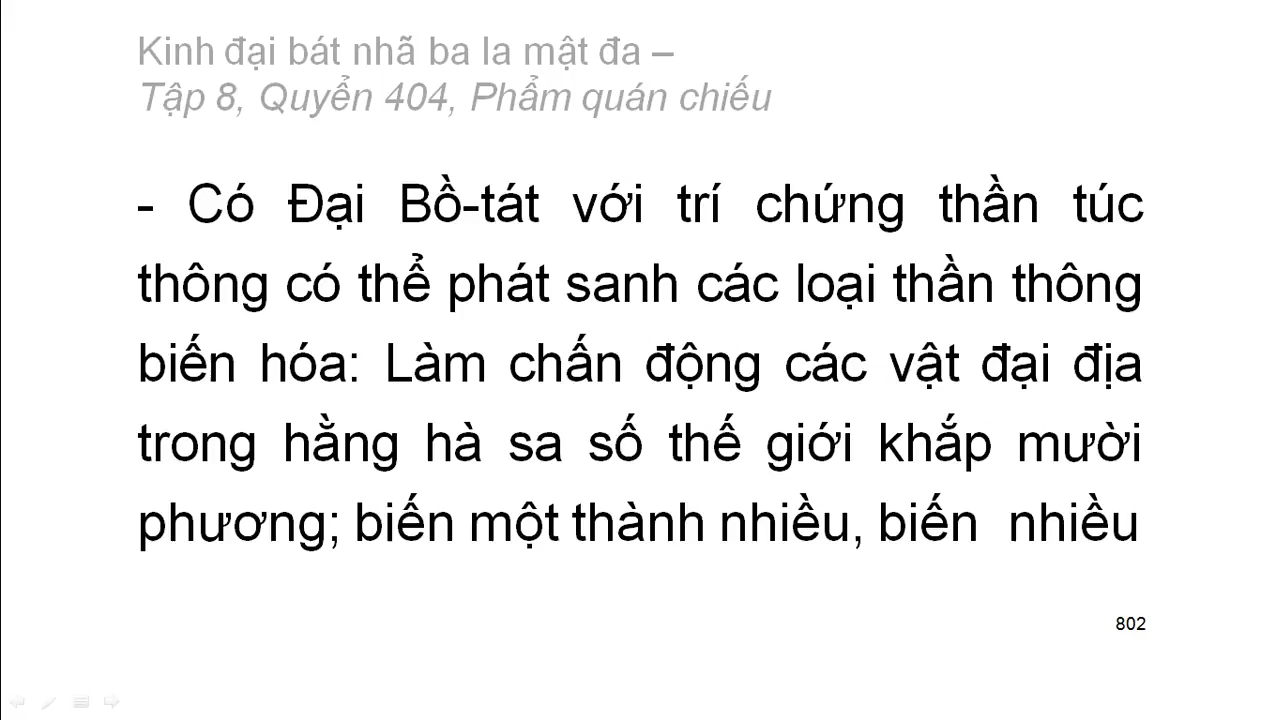 Kinh đại bát nhã ba la mật đa –
Tập 8, Quyển 404, Phẩm quán chiếu
- Có Đại Bồ-tát với trí chứng thần túc
thông có thể phát sanh các loại thần thông
biến hóa: Làm chấn động các vật đại địa
trong hằng hà sa số thế giới khắp mười
phương; biến một thành nhiều, biến nhiều
802